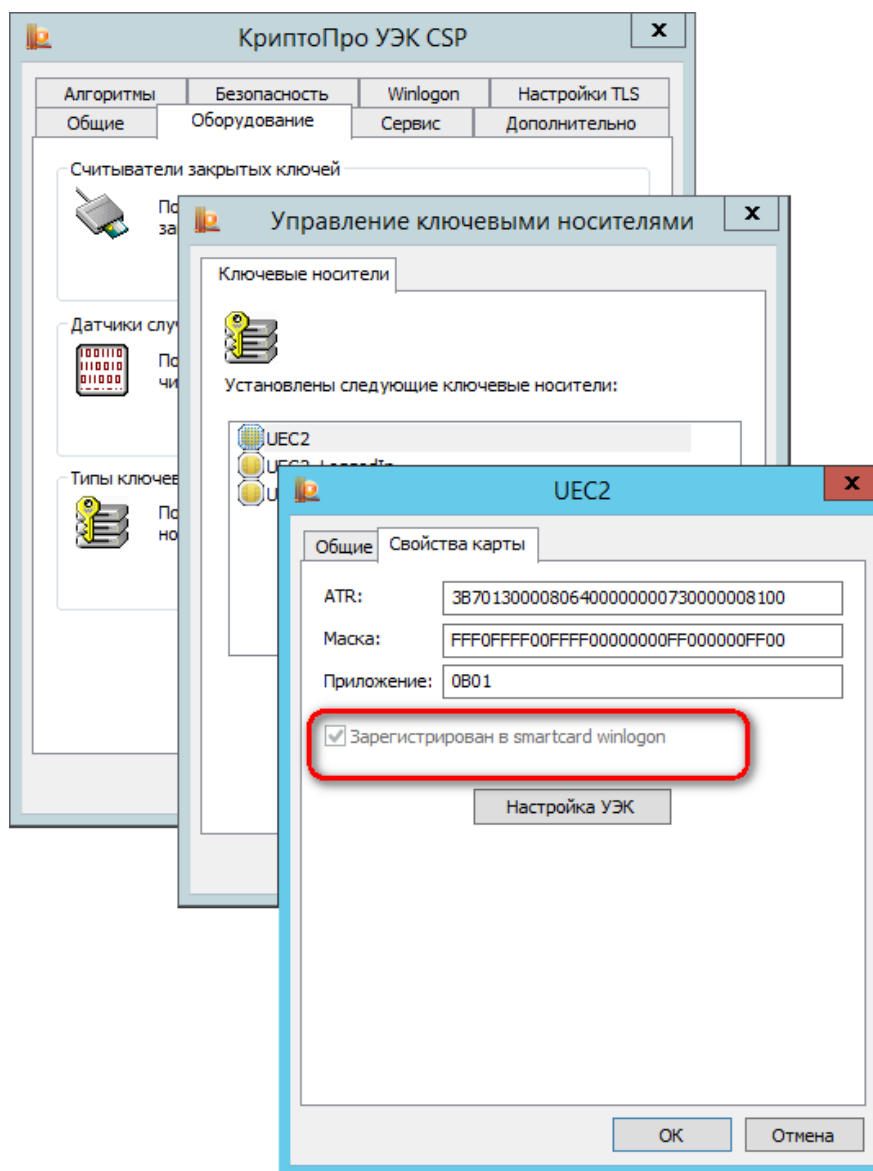 КриптоПро УЭК CSP
Алгоритмы Безопасность Winlogon Настройки TLS
Общие Оборудование Сервис Дополнительно
Считыватели закрытых ключей
Управление ключевыми носителями
Ключевые носители
Датчики
Установлены следующие ключевые носители:
UEC2
Типы
UEC2
Общие Свойства карты
ATR: 3B7013000080640000000730000008100
Маска: FFF0FFFF00FFFF00000000FF000000FF00
Приложение: 0B01
Зарегистрирован в smartcard winlogon
Настройка УЭК
OK Отмена